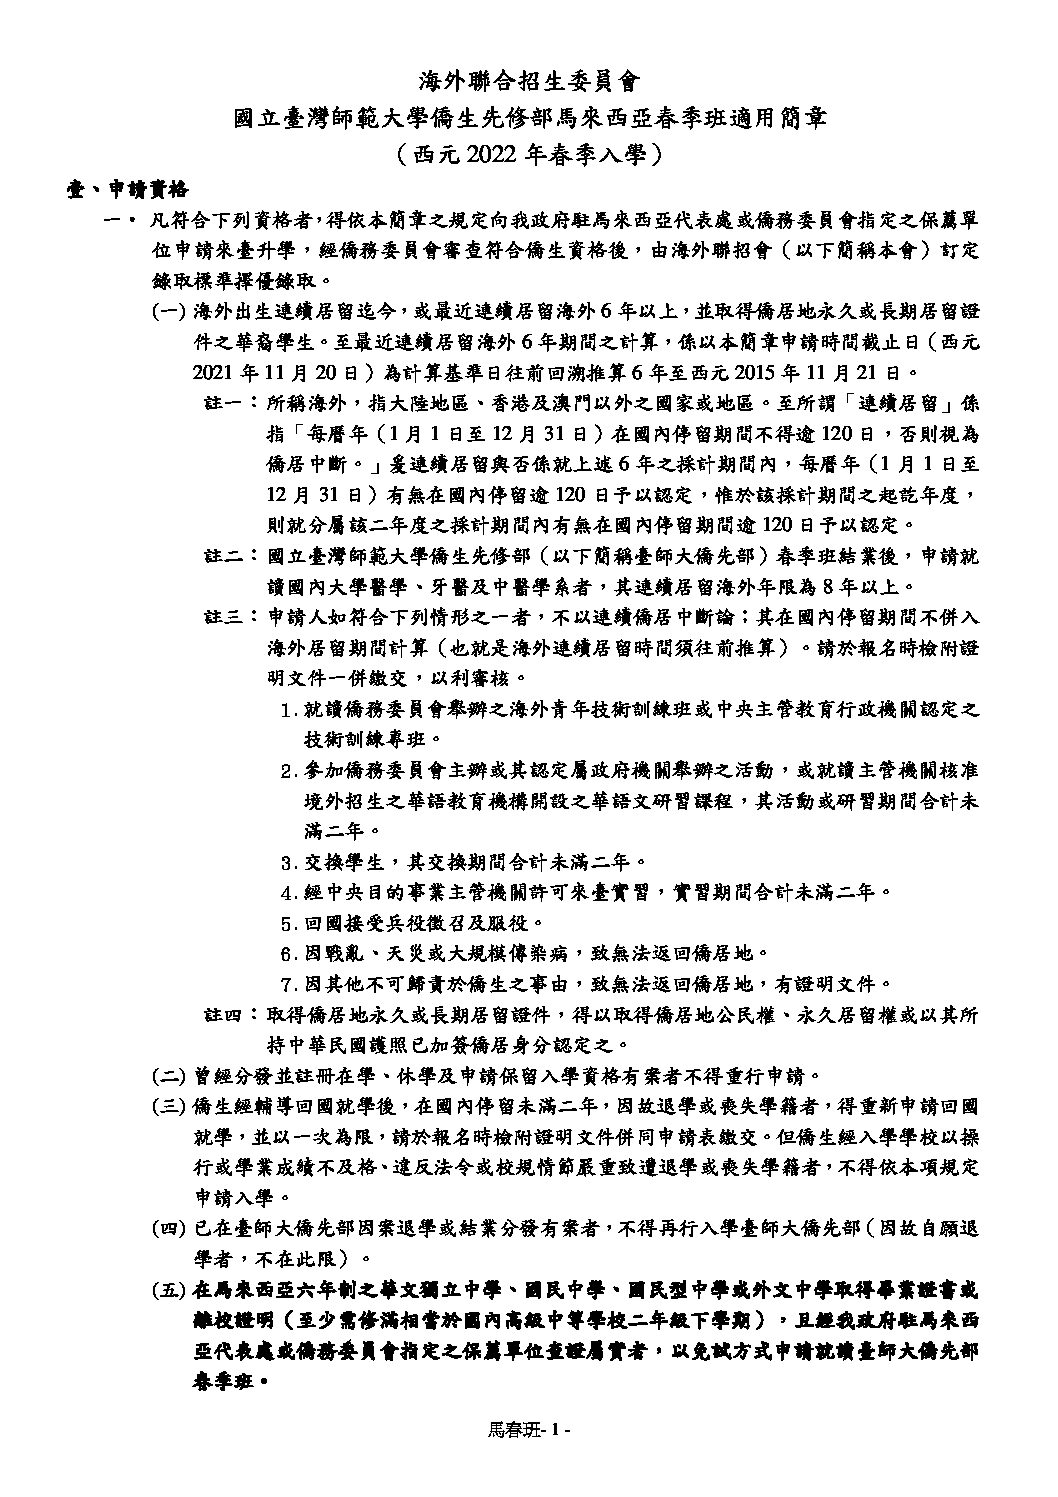 海外聯合招生委員會
國立臺灣師範大學僑生先修部馬來西亞春季班適用簡章
（西元 2022 年春季入學）
壹、申請資格
一．凡符合下列資格者，得依本簡章之規定向我政府駐馬來西亞代表處或僑務委員會指定之保薦單
位申請來臺升學，經僑務委員會審查符合僑生資格後，由海外聯招會（以下簡稱本會）訂定
錄取標準擇優錄取。
(一) 海外出生連續居留迄今，或最近連續居留海外 6 年以上，並取得僑居地永久或長期居留證
件之華裔學生。至最近連續居留海外 6 年期間之計算，係以本簡章申請時間截止日（西元
2021 年 11 月 20 日）為計算基準日往前回溯推算 6 年至西元 2015 年 11 月 21 日。
註一：所稱海外，指大陸地區、香港及澳門以外之國家或地區。至所謂「連續居留」係
指「每曆年（1 月 1 日至 12 月 31 日）在國內停留期間不得逾 120 日，否則視為
僑居中斷。」爰連續居留與否係就上述 6 年之採計期間內，每曆年（1 月 1 日至
12 月 31 日）有無在國內停留逾 120 日予以認定，惟於該採計期間之起訖年度，
則就分屬該二年度之採計期間內有無在國內停留期間逾 120 日予以認定。
註二：國立臺灣師範大學僑生先修部（以下簡稱臺師大僑先部）春季班結業後，申請就
讀國內大學醫學、牙醫及中醫學系者，其連續居留海外年限為 8 年以上。
註三：申請人如符合下列情形之一者，不以連續僑居中斷論；其在國內停留期間不併入
海外居留期間計算（也就是海外連續居留時間須往前推算）。請於報名時檢附證
明文件一併繳交，以利審核。
1. 就讀僑務委員會舉辦之海外青年技術訓練班或中央主管教育行政機關認定之
技術訓練專班。
2. 參加僑務委員會主辦或其認定屬政府機關舉辦之活動，或就讀主管機關核准
境外招生之華語教育機構開設之華語文研習課程，其活動或研習期間合計未
滿二年。
3. 交換學生，其交換期間合計未滿二年。
4. 經中央目的事業主管機關許可來臺實習，實習期間合計未滿二年。
5. 回國接受兵役徵召及服役。
6. 因戰亂、天災或大規模傳染病，致無法返回僑居地。
7. 因其他不可歸責於僑生之事由，致無法返回僑居地，有證明文件。
註四：取得僑居地永久或長期居留證件，得以取得僑居地公民權、永久居留權或以其所
持中華民國護照已加簽僑居身分認定之。
(二) 曾經分發並註冊在學、休學及申請保留入學資格有案者不得重行申請。
(三) 僑生經輔導回國就學後，在國內停留未滿二年，因故退學或喪失學籍者，得重新申請回國
就學，並以一次為限，請於報名時檢附證明文件併同申請表繳交。但僑生經入學學校以操
行或學業成績不及格、違反法令或校規情節嚴重致遭退學或喪失學籍者，不得依本項規定
申請入學。
(四) 已在臺師大僑先部因案退學或結業分發有案者，不得再行入學臺師大僑先部（因故自願退
學者，不在此限）。
(五) 在馬來西亞六年制之華文獨立中學、國民中學、國民型中學或外文中學取得畢業證書或
離校證明（至少需修滿相當於國內高級中等學校二年級下學期），且經我政府駐馬來西
亞代表處或僑務委員會指定之保薦單位查證屬實者，以免試方式申請就讀臺師大僑先部
春季班。
馬春班- 1 -